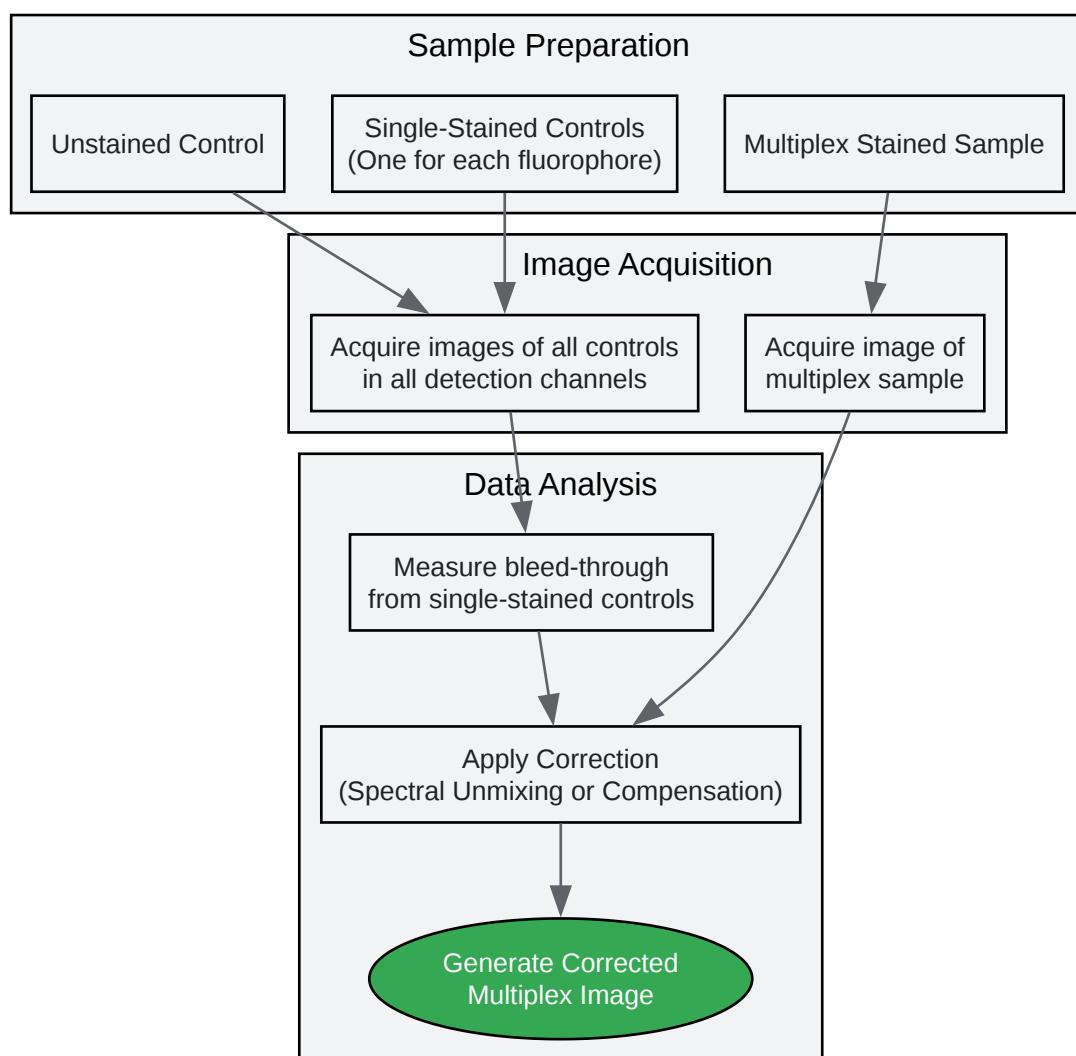 Sample Preparation
Unstained Control
Single-Stained Controls
(One for each fluorophore)
Multiplex Stained Sample
Image Acquisition
Acquire images of all controls
in all detection channels
Acquire image of
multiplex sample
Data Analysis
Measure bleed-through
from single-stained controls
Apply Correction
(Spectral Unmixing or Compensation)
Generate Corrected
Multiplex Image